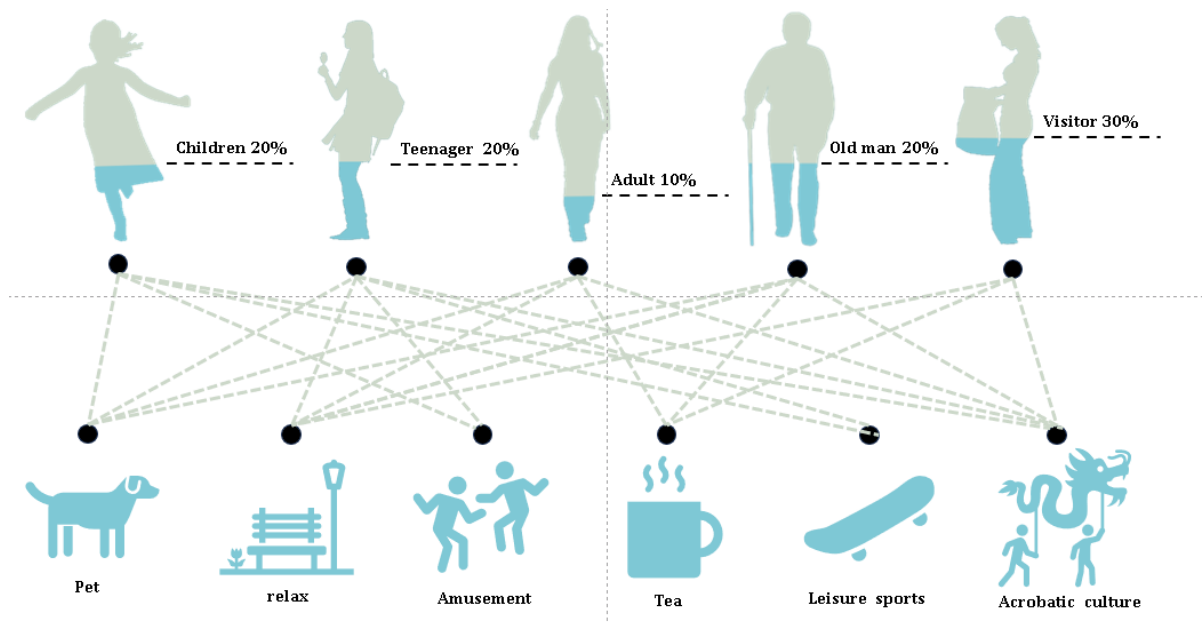 Children 20%
Teenager 20%
Adult 10%
Old man 20%
Visitor 30%
Pet
relax
Amusement
Tea
Leisure sports
Acrobatic culture